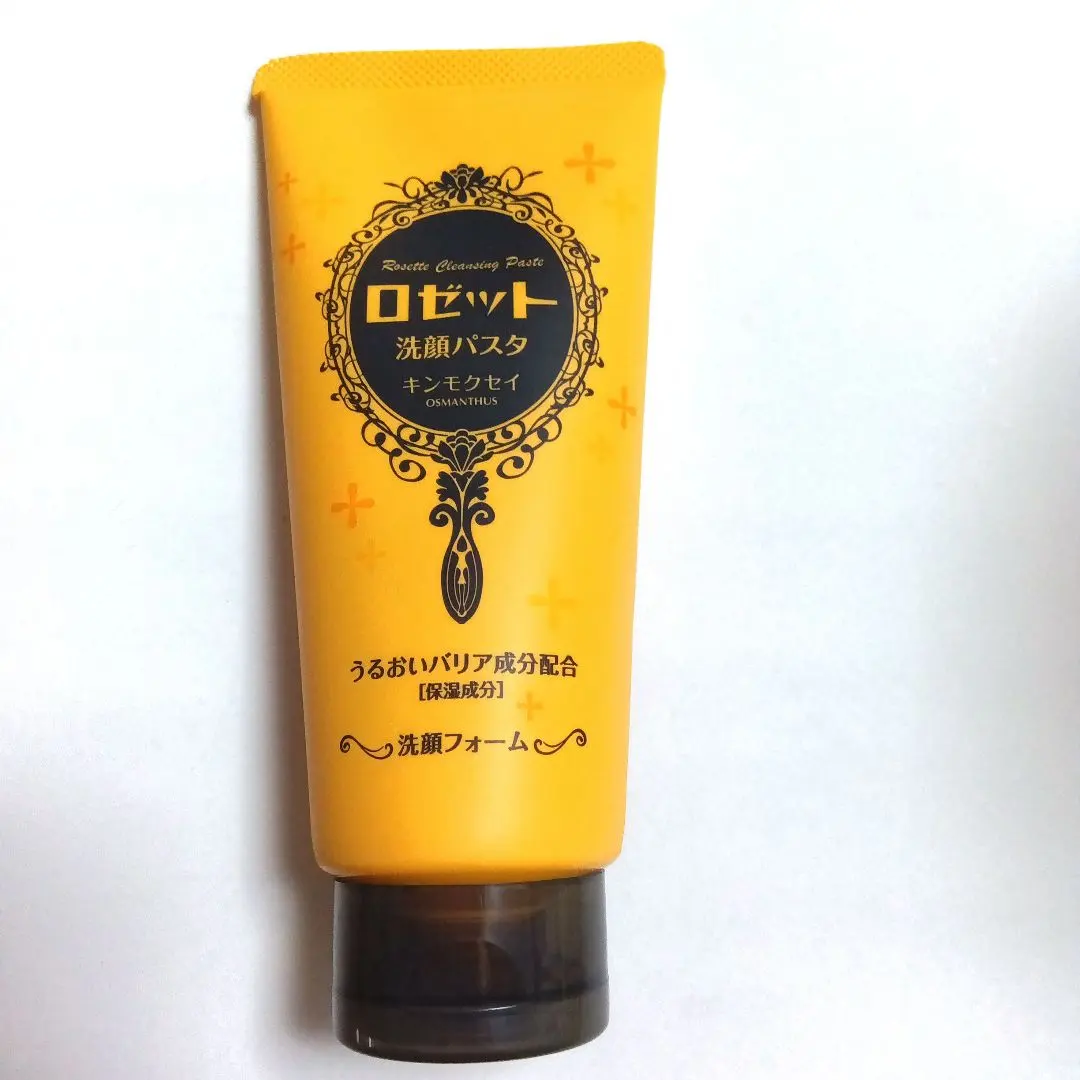 Rosette Cleansing Paste
ロゼット
洗顔パスタ
キンモクセイ
OSMANTHUS
うるおいバリア成分配合
[保湿成分]
洗顔フォーム